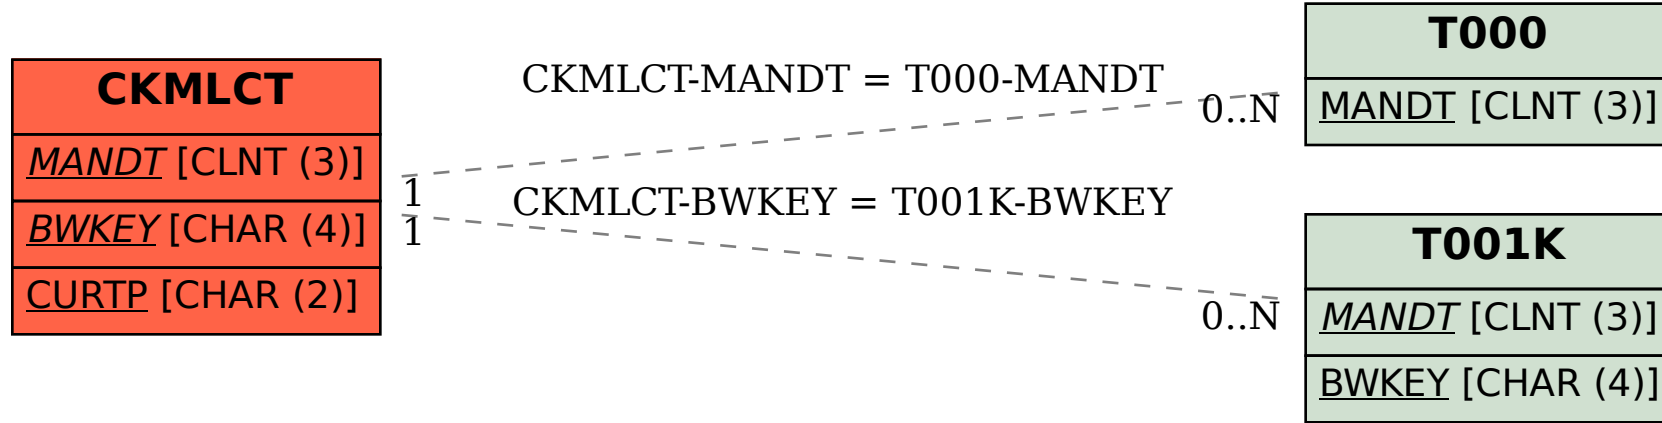 CKMLCT
MANDT [CLNT (3)]
BWKEY [CHAR (4)]
CURTP [CHAR (2)]
CKMLCT-MANDT = T000-MANDT
0..N
1
CKMLCT-BWKEY = T001K-BWKEY
1
0..N
T000
MANDT [CLNT (3)]
T001K
MANDT [CLNT (3)]
BWKEY [CHAR (4)]